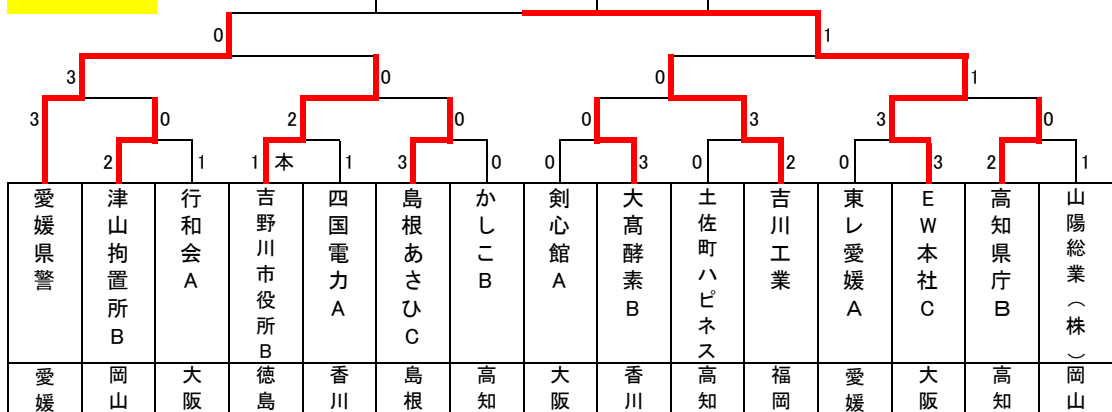 0 1
3 0 0 1
3 0 2 0 0 3 3 0
2 1 1 本 1 3 0 0 3 0 2 0 3 2 1
愛媛県警
津山拘置所B
行和会A
吉野川市役所B
四国電力A
島根あさひC
かしこB
剣心館A
大髙酵素B
土佐町ハピネス
吉川工業
東レ愛媛A
EW本社C
高知県庁B
山陽総業(株)
愛媛
岡山
大阪
徳島
香川
島根
高知
大阪
香川
高知
福岡
愛媛
大阪
高知
岡山